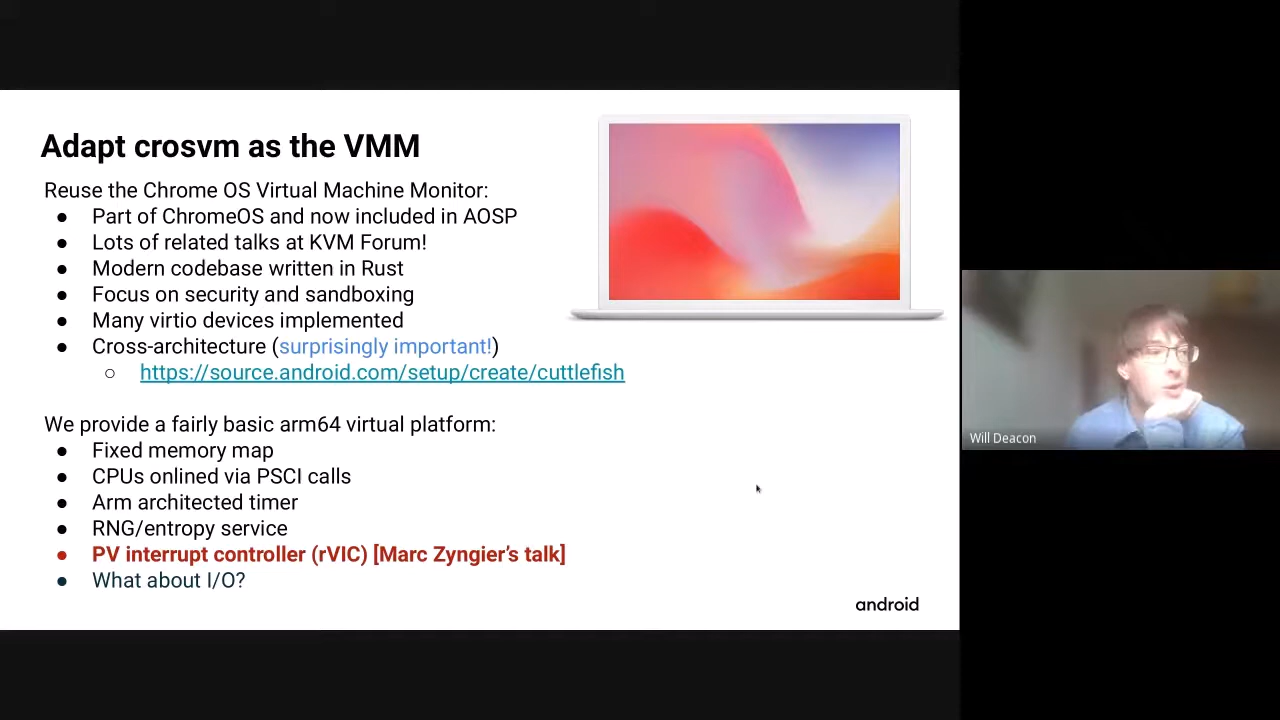 Adapt crosvm as the VMM
Reuse the Chrome OS Virtual Machine Monitor:
● Part of ChromeOS and now included in AOSP
● Lots of related talks at KVM Forum!
● Modern codebase written in Rust
● Focus on security and sandboxing
● Many virtio devices implemented
● Cross-architecture (surprisingly important!)
○ https://source.android.com/setup/create/cuttlefish
We provide a fairly basic arm64 virtual platform:
● Fixed memory map
● CPUs onlined via PSCI calls
● Arm architected timer
● RNG/entropy service
● PV interrupt controller (rVIC) [Marc Zyngier’s talk]
● What about I/O?
android
Will Deacon